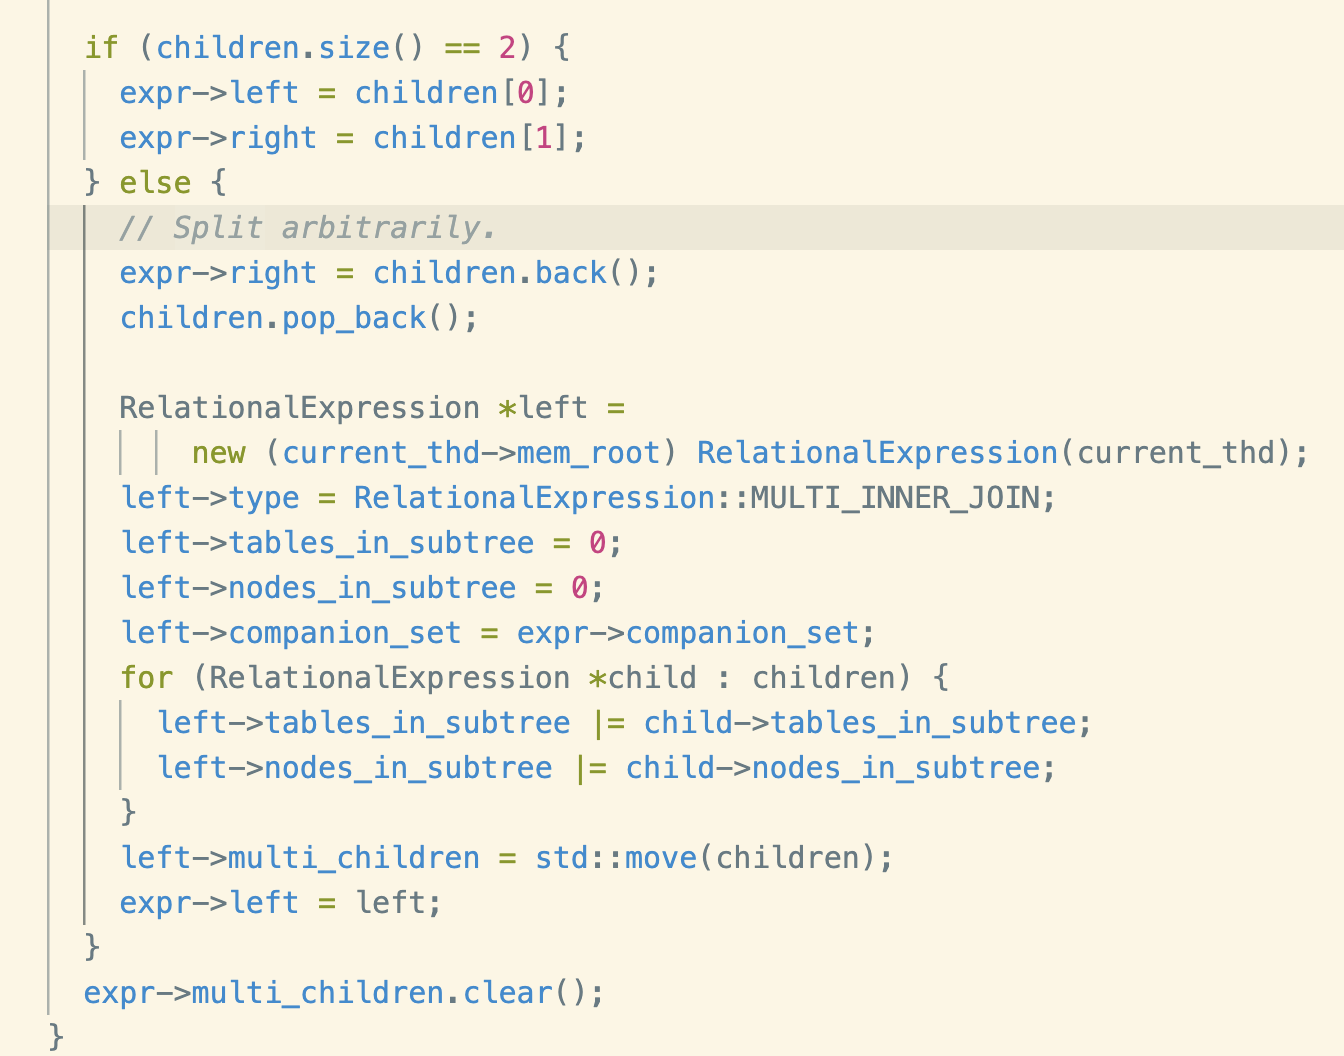 if (children.size() == 2) {
expr->left = children[0];
expr->right = children[1];
} else {
// Split arbitrarily.
expr->right = children.back();
children.pop_back();
RelationalExpression *left =
new (current_thd->mem_root) RelationalExpression(current_thd);
left->type = RelationalExpression::MULTI_INNER_JOIN;
left->tables_in_subtree = 0;
left->nodes_in_subtree = 0;
left->companion_set = expr->companion_set;
for (RelationalExpression *child : children) {
left->tables_in_subtree |= child->tables_in_subtree;
left->nodes_in_subtree |= child->nodes_in_subtree;
}
left->multi_children = std::move(children);
expr->left = left;
}
expr->multi_children.clear();
}